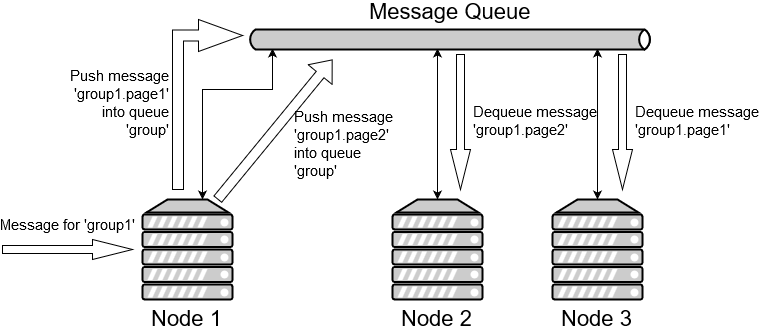 Message Queue
Push message
'group1.page1'
into queue
'group'
Push message
'group1.page2'
into queue
'group'
Dequeue message
'group1.page2'
Dequeue message
'group1.page1'
Message for 'group1'
Node 1
Node 2
Node 3